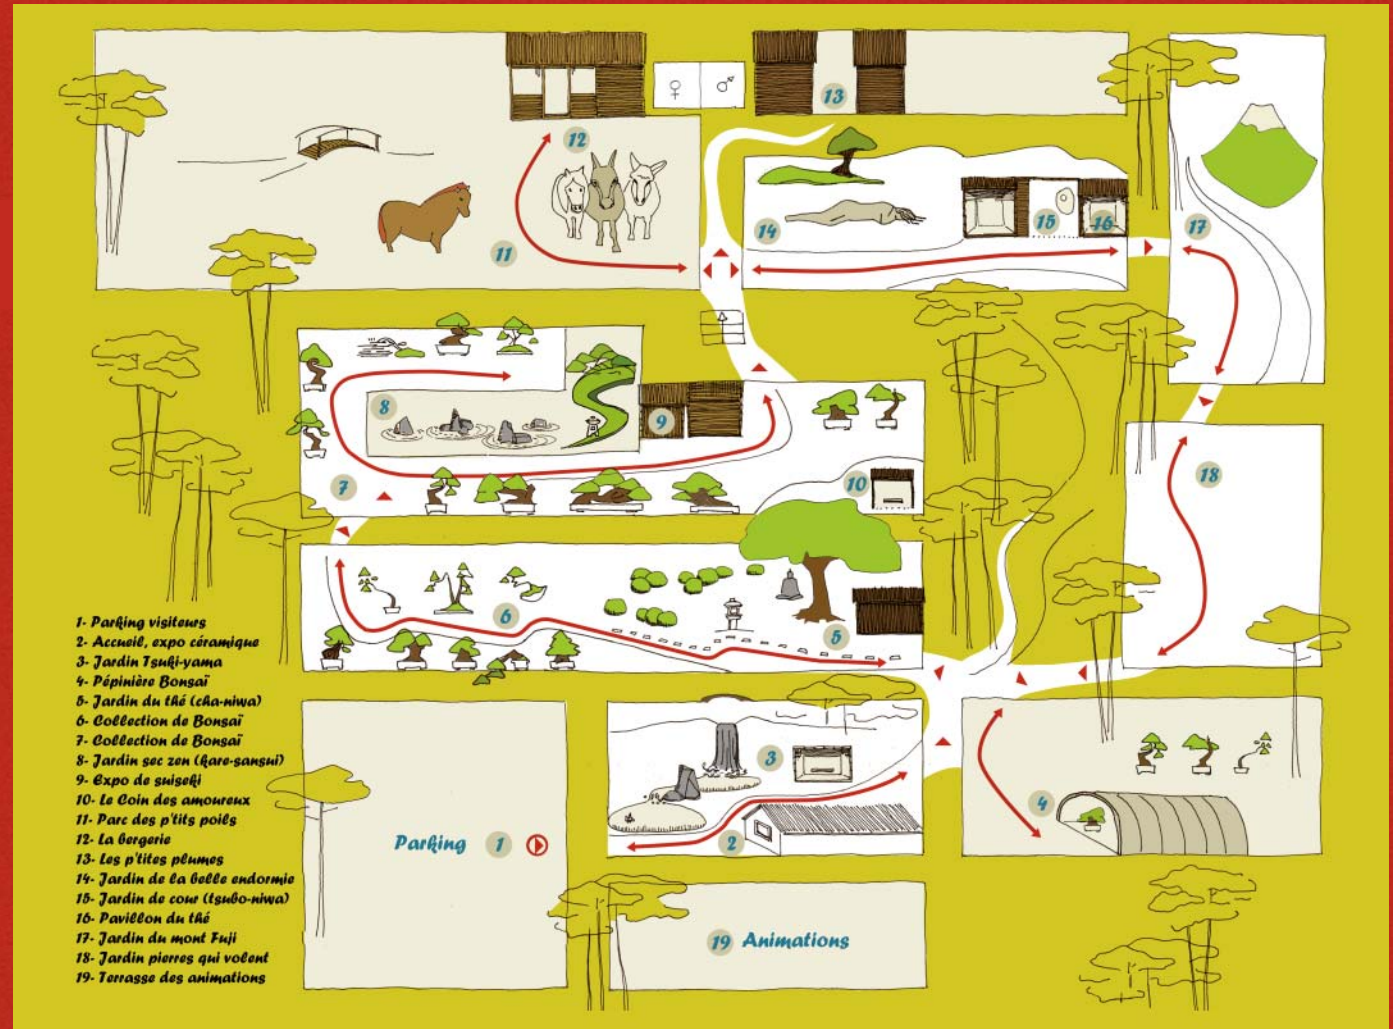 12
13
11
14
15
16
17
8
9
7
10
18
6
5
1- Parking visiteurs
2- Accueil, expo céramique
3- Jardin Tsuki-yama
4- Pépinière Bonsaï
5- Jardin du thé (cha-niwa)
6- Collection de Bonsaï
7- Collection de Bonsaï
8- Jardin sec zen (kare-sansui)
9- Expo de suiseki
10- Le Coin des amoureux
11- Parc des p'tits poils
12- La bergerie
13- Les p'tites plumes
14- Jardin de la belle endormie
15- Jardin de cour (tsubo-niwa)
16- Pavillon du thé
17- Jardin du mont Fuji
18- Jardin pierres qui volent
19- Terrasse des animations
3
4
Parking 1
2
19 Animations